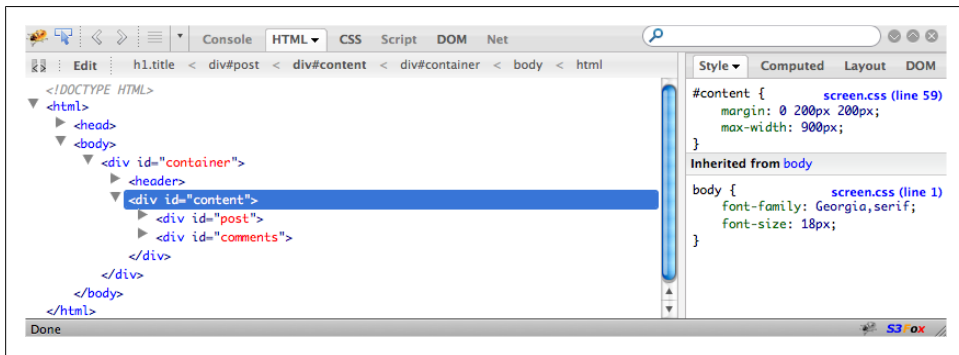 Console HTML CSS Script DOM Net
Edit h1.title < div#post < div#content < div#container < body < html
<!DOCTYPE HTML>
<html>
<head>
<body>
<div id="container">
<header>
<div id="content">
<div id="post">
<div id="comments">
</div>
</div>
</body>
</html>
Style Computed Layout DOM
#content { screen.css (line 59)
margin: 0 200px 200px;
max-width: 900px;
}
Inherited from body
body { screen.css (line 1)
font-family: Georgia,serif;
font-size: 18px;
}
Done S3Fox